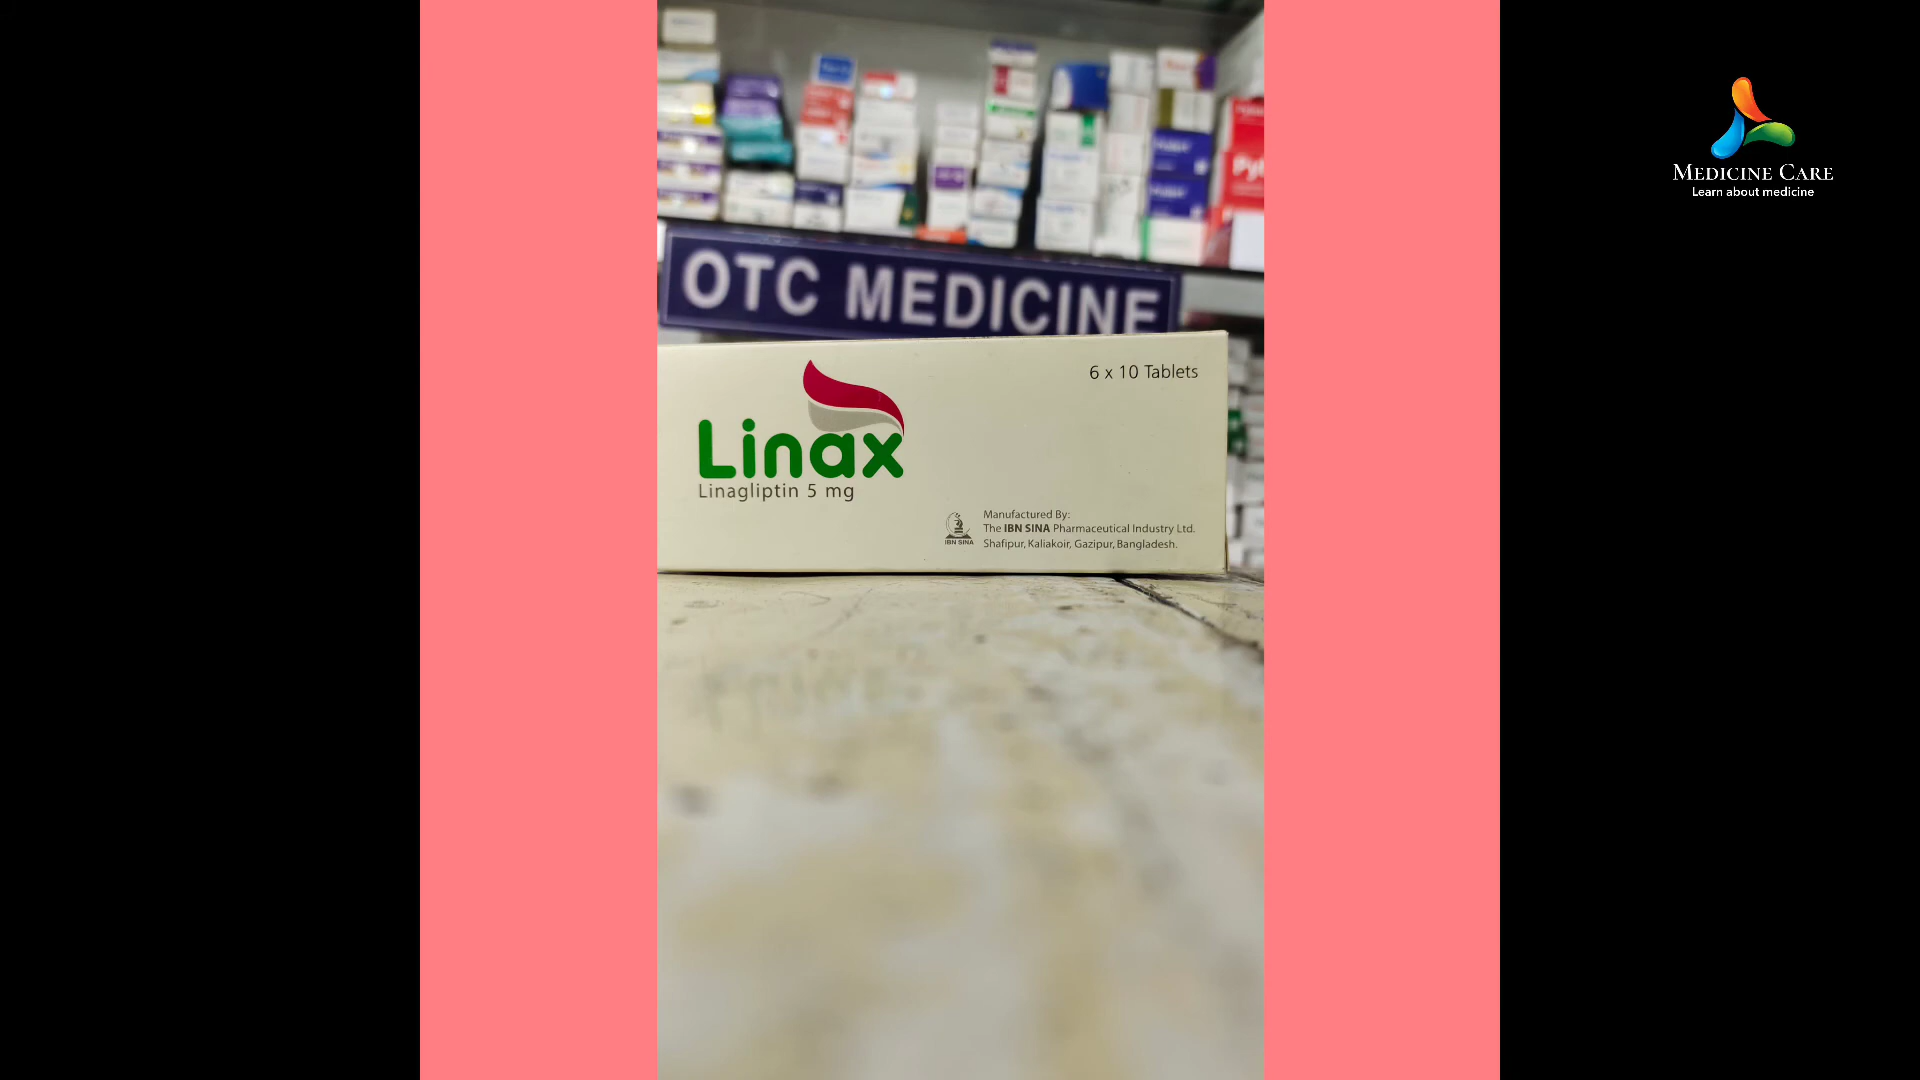 OTC MEDICINE
6 x 10 Tablets
Linax
Linagliptin 5 mg
Manufactured By:
The IBN SINA Pharmaceutical Industry Ltd.
Shafipur, Kaliakoir, Gazipur, Bangladesh.
IBN SINA
MEDICINE CARE
Learn about medicine